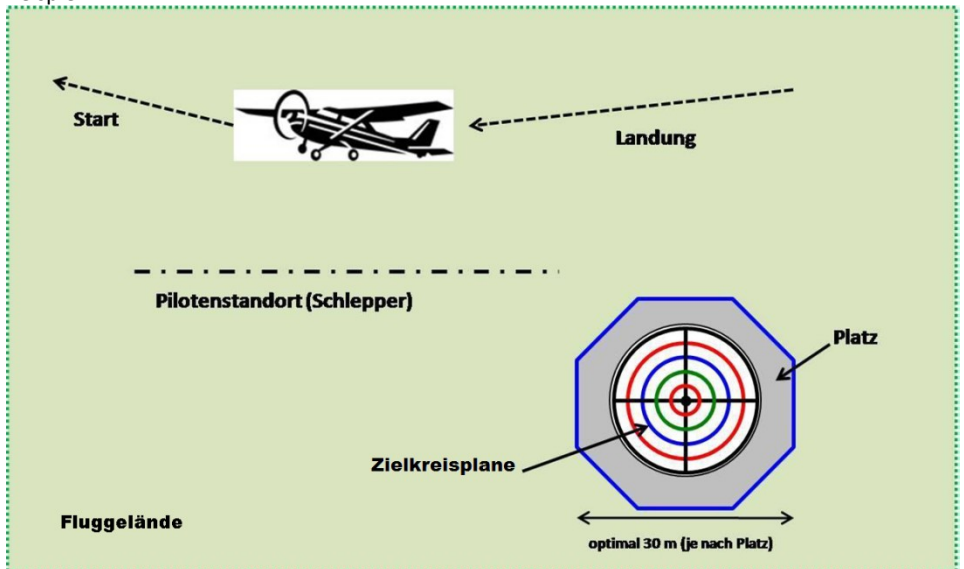 Start
Landung
Pilotenstandort (Schlepper)
Platz
Zielkreisplane
Fluggelände
optimal 30 m (je nach Platz)